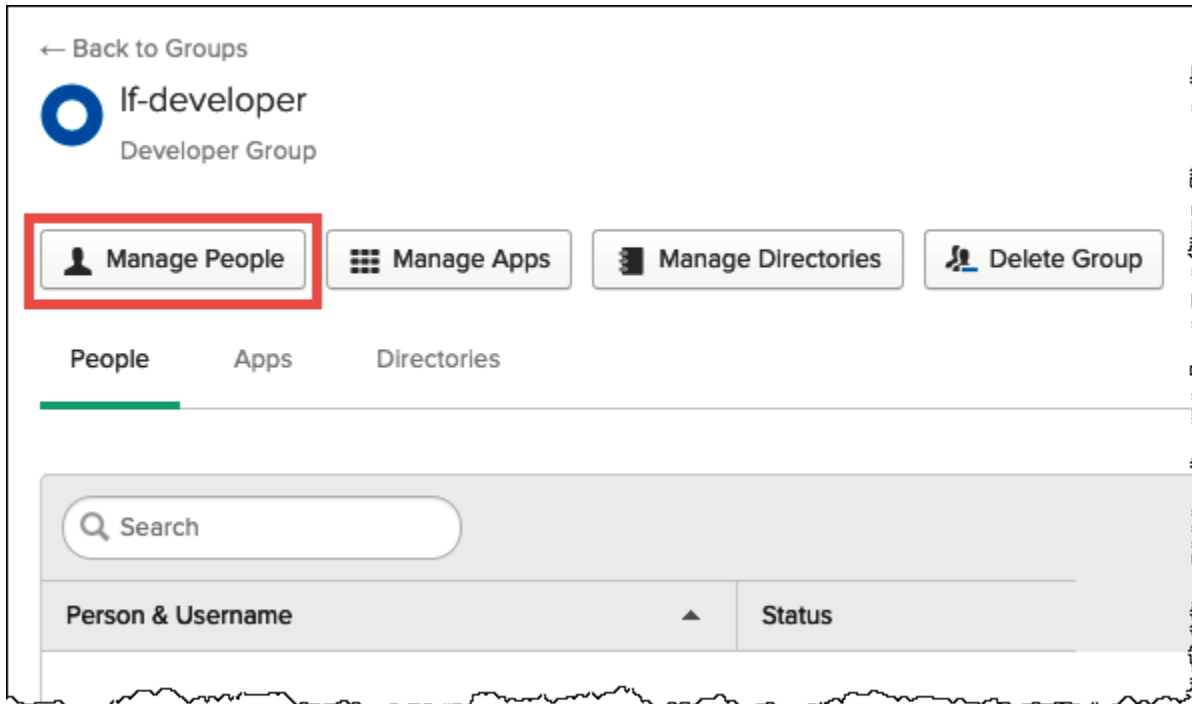 ← Back to Groups
lf-developer
Developer Group
Manage People Manage Apps Manage Directories Delete Group
People Apps Directories
Search
Person & Username Status